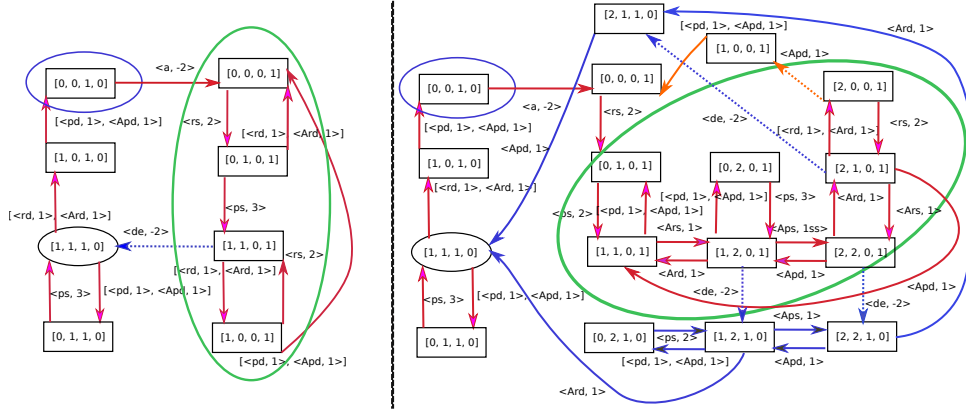 [2, 1, 1, 0]
<Ard, 1>
[<pd, 1>, <Apd, 1>]
[1, 0, 0, 1]
<Apd, 1>
<a, -2>
[0, 0, 0, 1]
[0, 0, 1, 0]
[0, 0, 1, 0]
<a, -2>
[0, 0, 0, 1]
[2, 0, 0, 1]
[<pd, 1>, <Apd, 1>]
<rs, 2>
[<rd, 1>, <Ard, 1>]
[<pd, 1>, <Apd, 1>]
<Apd, 1>
<rs, 2>
<de, -2>
[<rd, 1>, <Ard, 1>]
<rs, 2>
[1, 0, 1, 0]
[0, 1, 0, 1]
[1, 0, 1, 0]
[0, 1, 0, 1]
[0, 2, 0, 1]
[2, 1, 0, 1]
[<rd, 1>, <Ard, 1>]
[<rd, 1>, <Ard, 1>]
<ps, 3>
<ps, 2>
[<pd, 1>, <Apd, 1>]
[<pd, 1>, <Apd, 1>]
<ps, 3>
<Ars, 1>
<de, -2>
<Ars, 1>
<Aps, 1ss>
[1, 1, 1, 0]
[1, 1, 0, 1]
<rs, 2>
[1, 1, 1, 0]
[1, 1, 0, 1]
[1, 2, 0, 1]
[2, 2, 0, 1]
[<rd, 1>, <Ard, 1>]
<Ard, 1>
<Apd, 1>
<Apd, 1>
<ps, 3>
[<pd, 1>, <Apd, 1>]
<ps, 3>
[<pd, 1>, <Apd, 1>]
<de, -2>
<de, -2>
<Aps, 1>
[0, 1, 1, 0]
[1, 0, 0, 1]
[0, 1, 1, 0]
[0, 2, 1, 0]
<ps, 2>
[1, 2, 1, 0]
[2, 2, 1, 0]
[<pd, 1>, <Apd, 1>]
[<pd, 1>, <Apd, 1>]
<Apd, 1>
<Ard, 1>